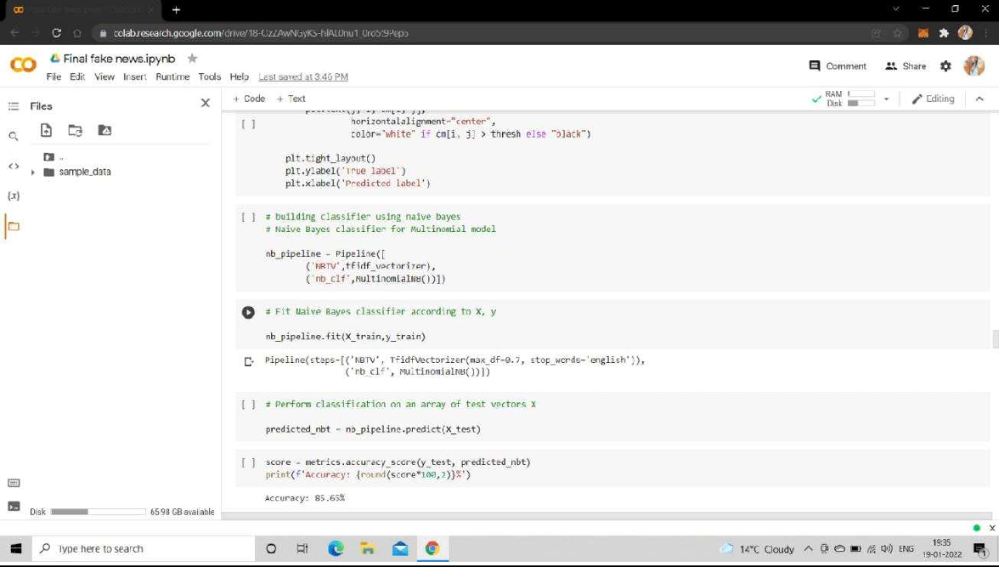 colab.research.google.com/drive/18-
Final fake news.ipynb
File Edit View Insert Runtime Tools Help Last saved at 3:46 PM
Comment Share
Files
+ Code + Text
RAM
Disk
Editing
..
sample_data
{x}
horizontalalignment="center",
[ ]
color="white" if cm[i, j] > thresh else "black")
plt.tight_layout()
plt.ylabel('True label')
plt.xlabel('Predicted label')
[ ] # building classifier using naive bayes
# Naive Bayes classifier for Multinomial model
nb_pipeline = Pipeline([
('NBTV',tfidf_vectorizer),
('nb_clf',MultinomialNB())])
# Fit Naive Bayes classifier according to X, y
nb_pipeline.fit(X_train,y_train)
Pipeline(steps=[('NBTV', TfidfVectorizer(max_df=0.7, stop_words='english')),
('nb_clf', MultinomialNB())])
[ ] # Perform classification on an array of test vectors X
predicted_nbt = nb_pipeline.predict(X_test)
[ ] score = metrics.accuracy_score(y_test, predicted_nbt)
print(f'Accuracy: {round(score*100,2)}%')
Accuracy: 85.65%
Disk 65.98 GB available
Type here to search
14°C Cloudy
ENG
19:35
19-01-2022
1